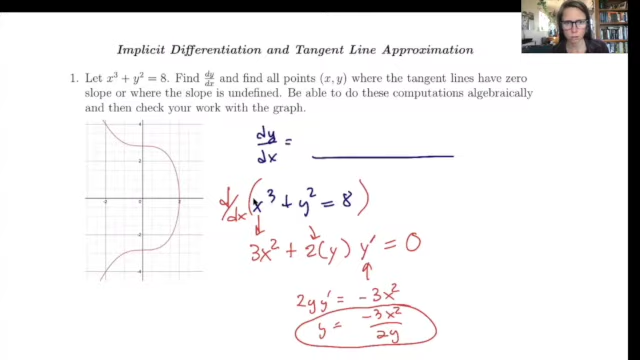 Implicit Differentiation and Tangent Line Approximation
1. Let x³ + y² = 8. Find dy/dx and find all points (x, y) where the tangent lines have zero
slope or where the slope is undefined. Be able to do these computations algebraically
and then check your work with the graph.
dy/dx =
d/dx (x³ + y² = 8)
3x² + 2(y) y' = 0
2yy' = -3x²
y = -3x²/2y